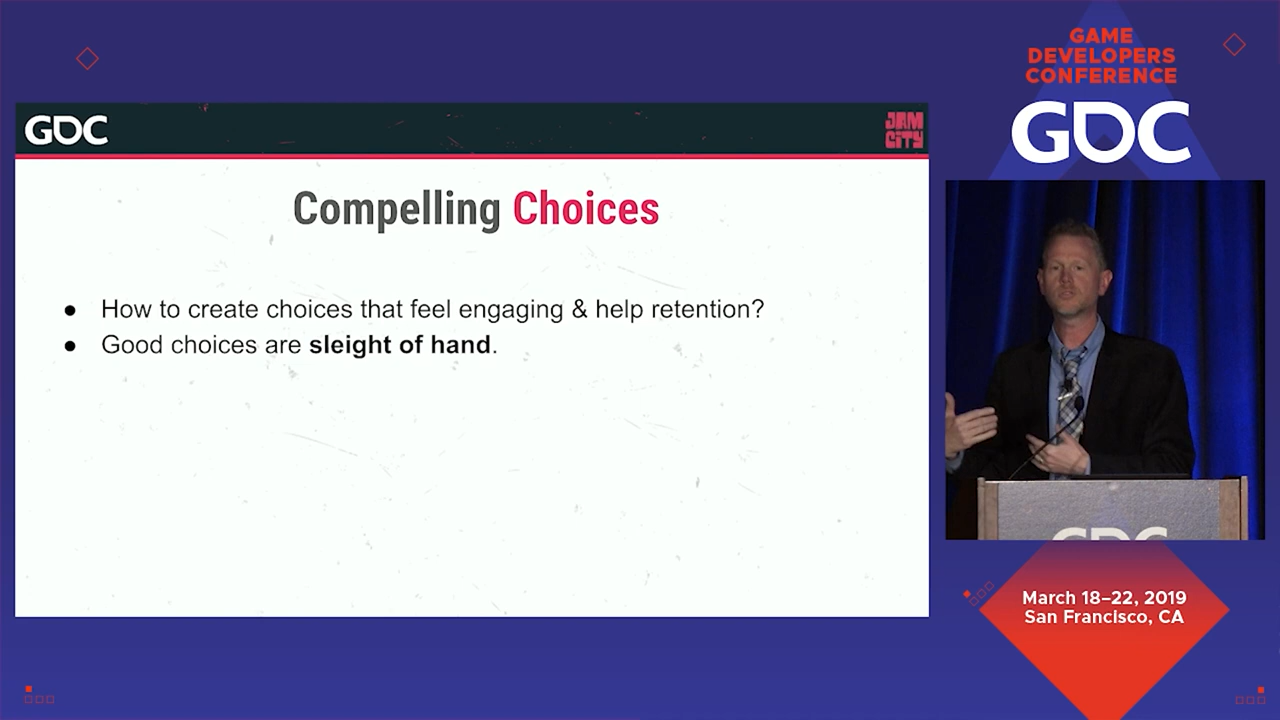 GDC
JAM
CITY
Compelling Choices
● How to create choices that feel engaging & help retention?
● Good choices are sleight of hand.
GAME
DEVELOPERS
CONFERENCE
GDC
GDC
March 18–22, 2019
San Francisco, CA